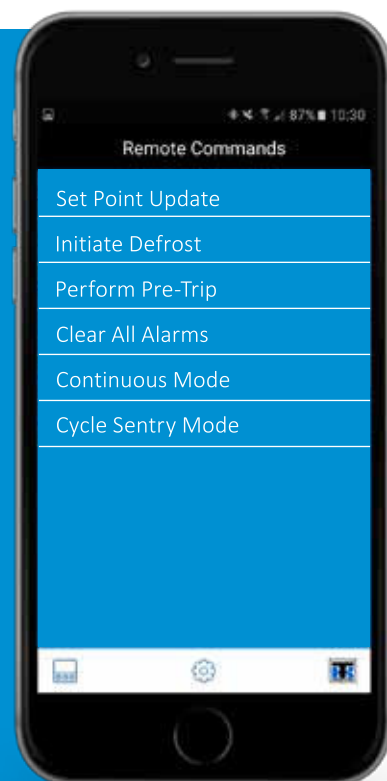 87% 10:30
Remote Commands
Set Point Update
Initiate Defrost
Perform Pre-Trip
Clear All Alarms
Continuous Mode
Cycle Sentry Mode